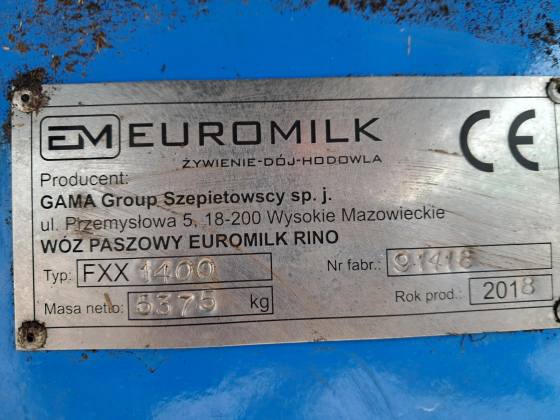 EM EUROMILK
ŻYWIENIE-DÓJ-HODOWLA
CE
Producent:
GAMA Group Szepietowscy sp. j.
ul. Przemysłowa 5, 18-200 Wysokie Mazowieckie
WÓZ PASZOWY EUROMILK RINO
Typ: FXX 1400 Nr fabr.: 91418
Masa netto: 5375 kg Rok prod.: 2018